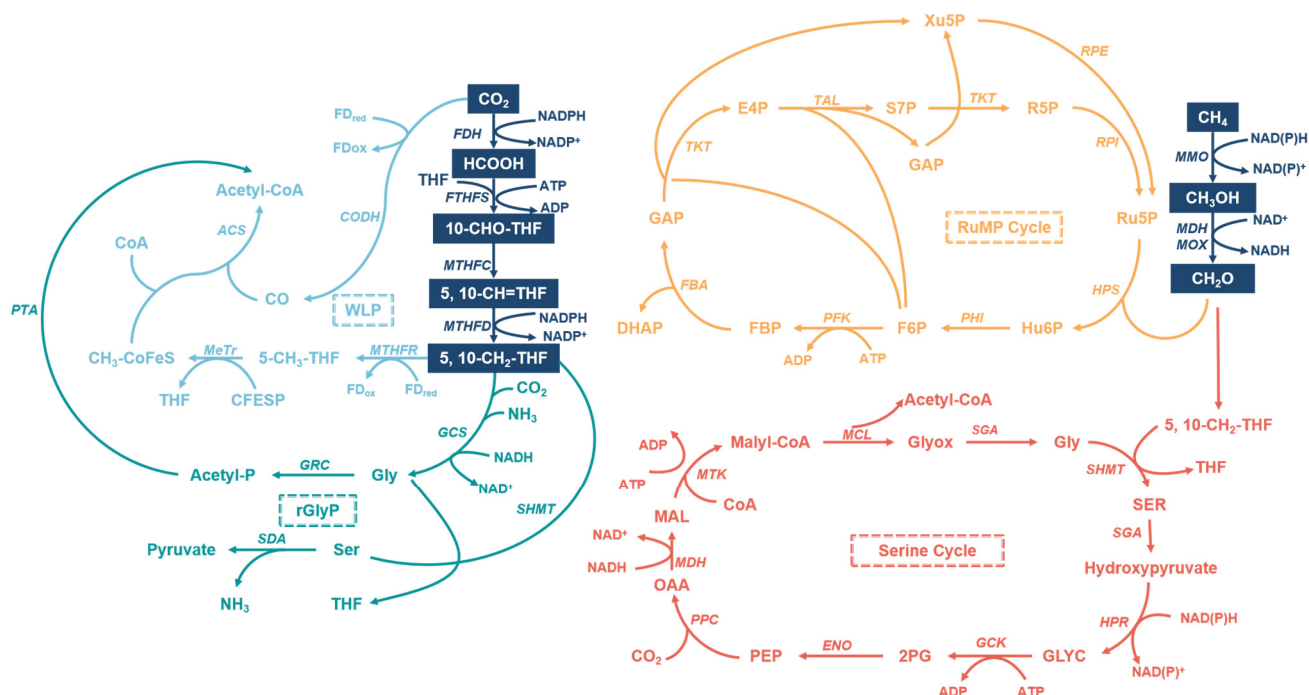 Xu5P
RPE
CO₂
FD_red
FDox
FDH
NADPH
NADP⁺
HCOOH
THF
FTHFS
ATP
ADP
10-CHO-THF
MTHFC
5, 10-CH=THF
MTHFD
NADPH
NADP⁺
5, 10-CH₂-THF
Acetyl-CoA
CODH
ACS
CoA
CO
WLP
PTA
CH₃-CoFeS
MeTr
5-CH₃-THF
MTHFR
THF
CFESP
FD_ox
FD_red
CO₂
NH₃
GCS
NADH
NAD⁺
Acetyl-P
GRC
Gly
SHMT
rGlyP
Pyruvate
SDA
Ser
NH₃
THF
E4P
TAL
S7P
TKT
R5P
TKT
GAP
RPI
GAP
RuMP Cycle
Ru5P
FBA
HPS
DHAP
FBP
PFK
F6P
PHI
Hu6P
ADP
ATP
CH₄
NAD(P)H
MMO
NAD(P)⁺
CH₃OH
MDH
MOX
NAD⁺
NADH
CH₂O
Acetyl-CoA
ADP
Malyl-CoA
MCL
Glyox
SGA
Gly
5, 10-CH₂-THF
ATP
MTK
SHMT
THF
MAL
CoA
SER
NAD⁺
SGA
NADH
MDH
Serine Cycle
OAA
Hydroxypyruvate
PPC
HPR
NAD(P)H
CO₂
PEP
ENO
2PG
GCK
GLYC
NAD(P)⁺
ADP
ATP